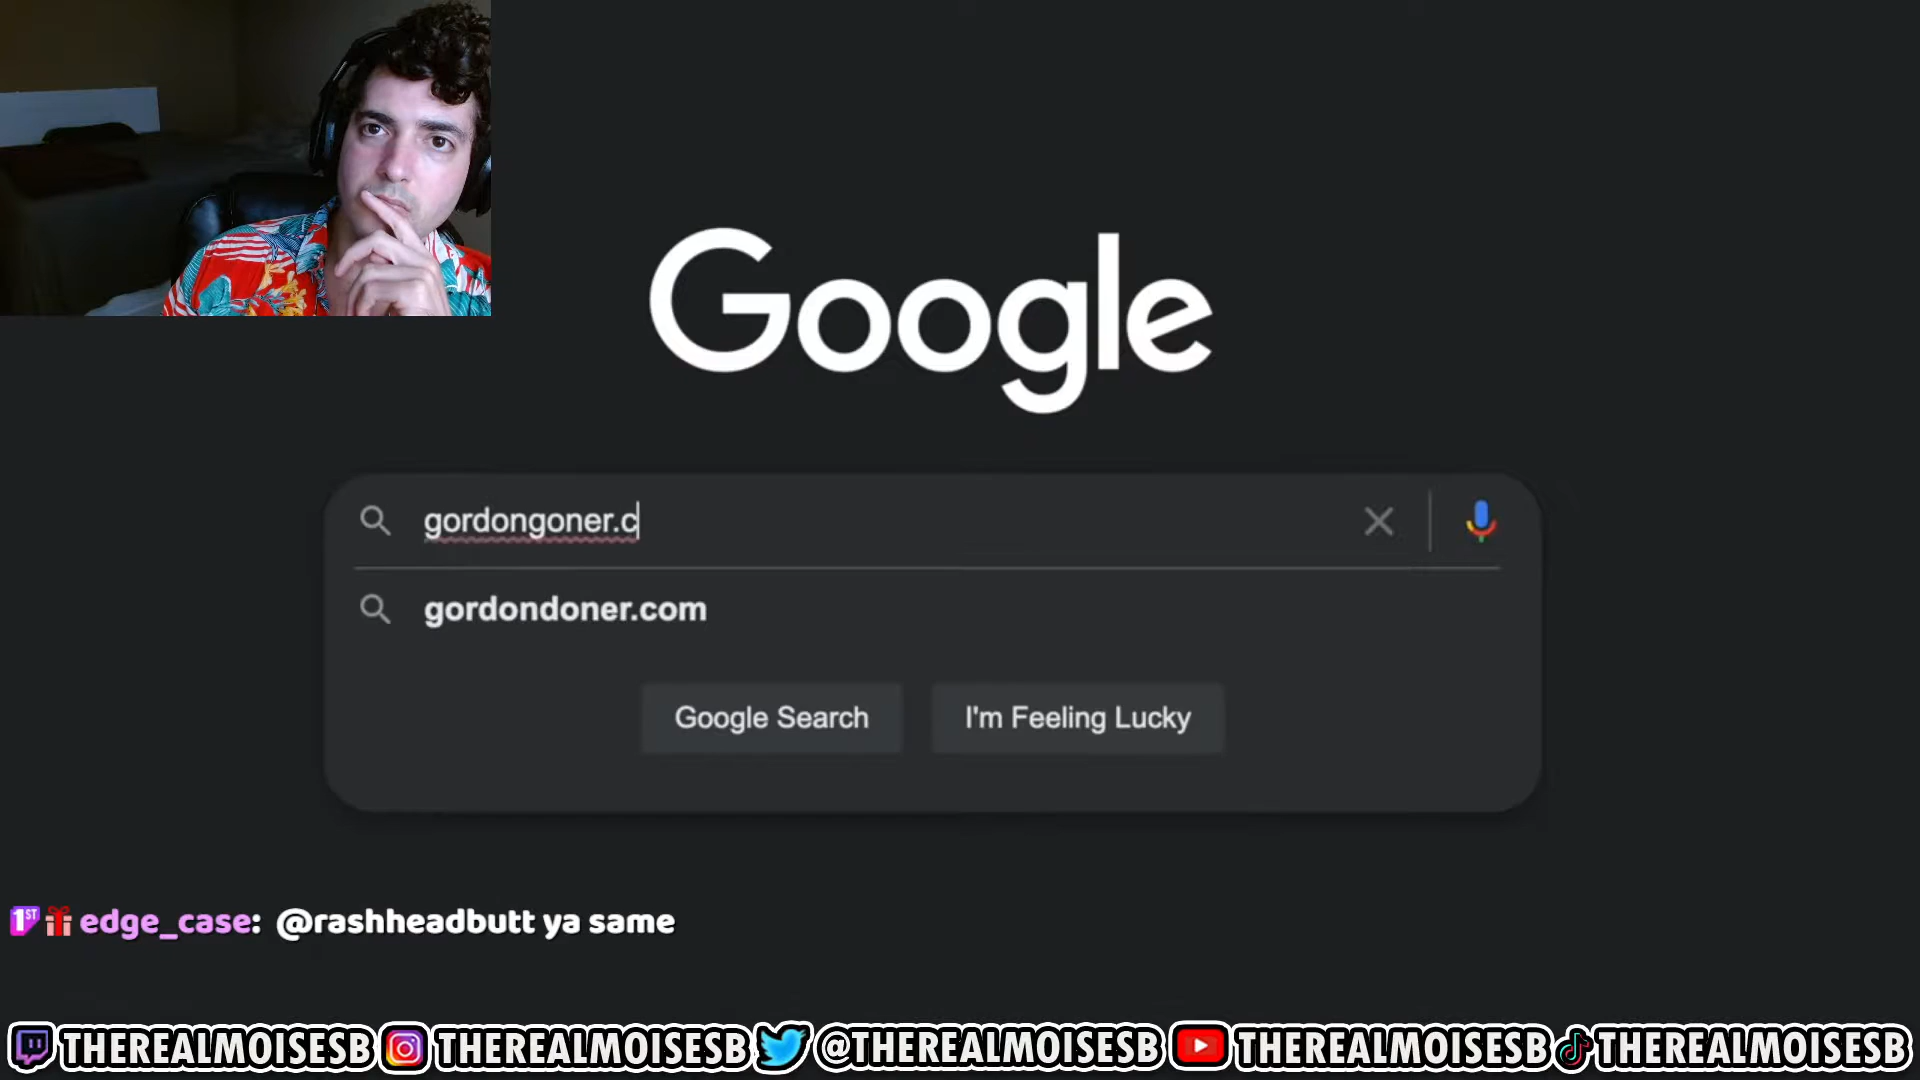 Google
gordongoner.c
gordondoner.com
Google Search
I'm Feeling Lucky
1ST edge_case: @rashheadbutt ya same
THEREALMOISESB THEREALMOISESB @THEREALMOISESB THEREALMOISESB THEREALMOISESB